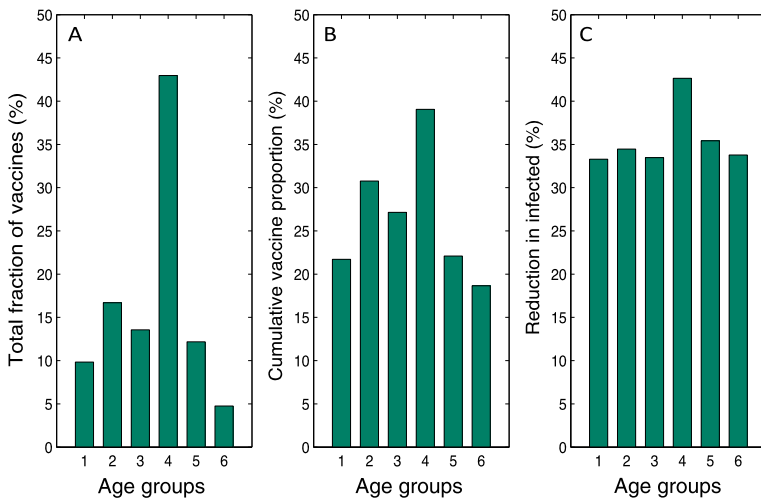 A
Total fraction of vaccines (%)
50
45
40
35
30
25
20
15
10
5
0
1 2 3 4 5 6
Age groups
B
Cumulative vaccine proportion (%)
50
45
40
35
30
25
20
15
10
5
0
1 2 3 4 5 6
Age groups
C
Reduction in infected (%)
50
45
40
35
30
25
20
15
10
5
0
1 2 3 4 5 6
Age groups